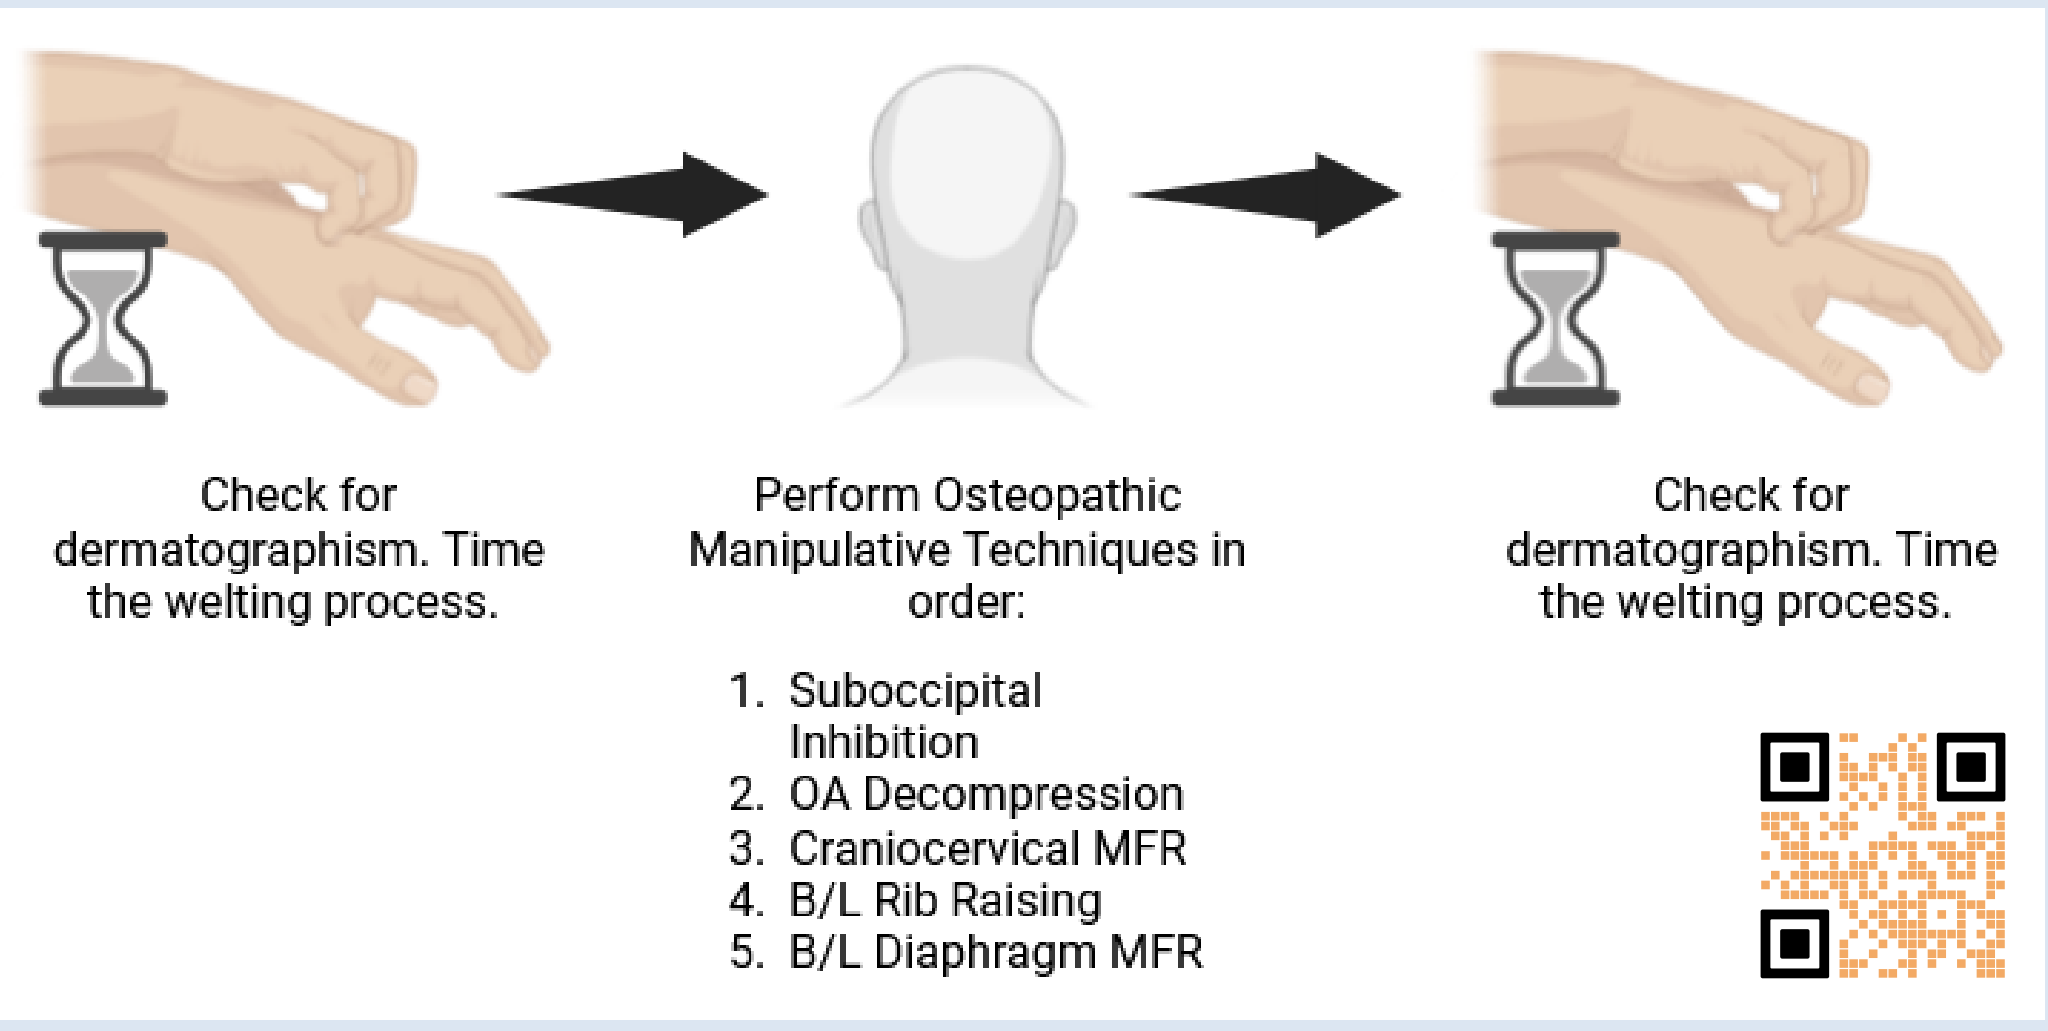 Check for
dermatographism. Time
the welting process.
Perform Osteopathic
Manipulative Techniques in
order:
1. Suboccipital
Inhibition
2. OA Decompression
3. Craniocervical MFR
4. B/L Rib Raising
5. B/L Diaphragm MFR
Check for
dermatographism. Time
the welting process.